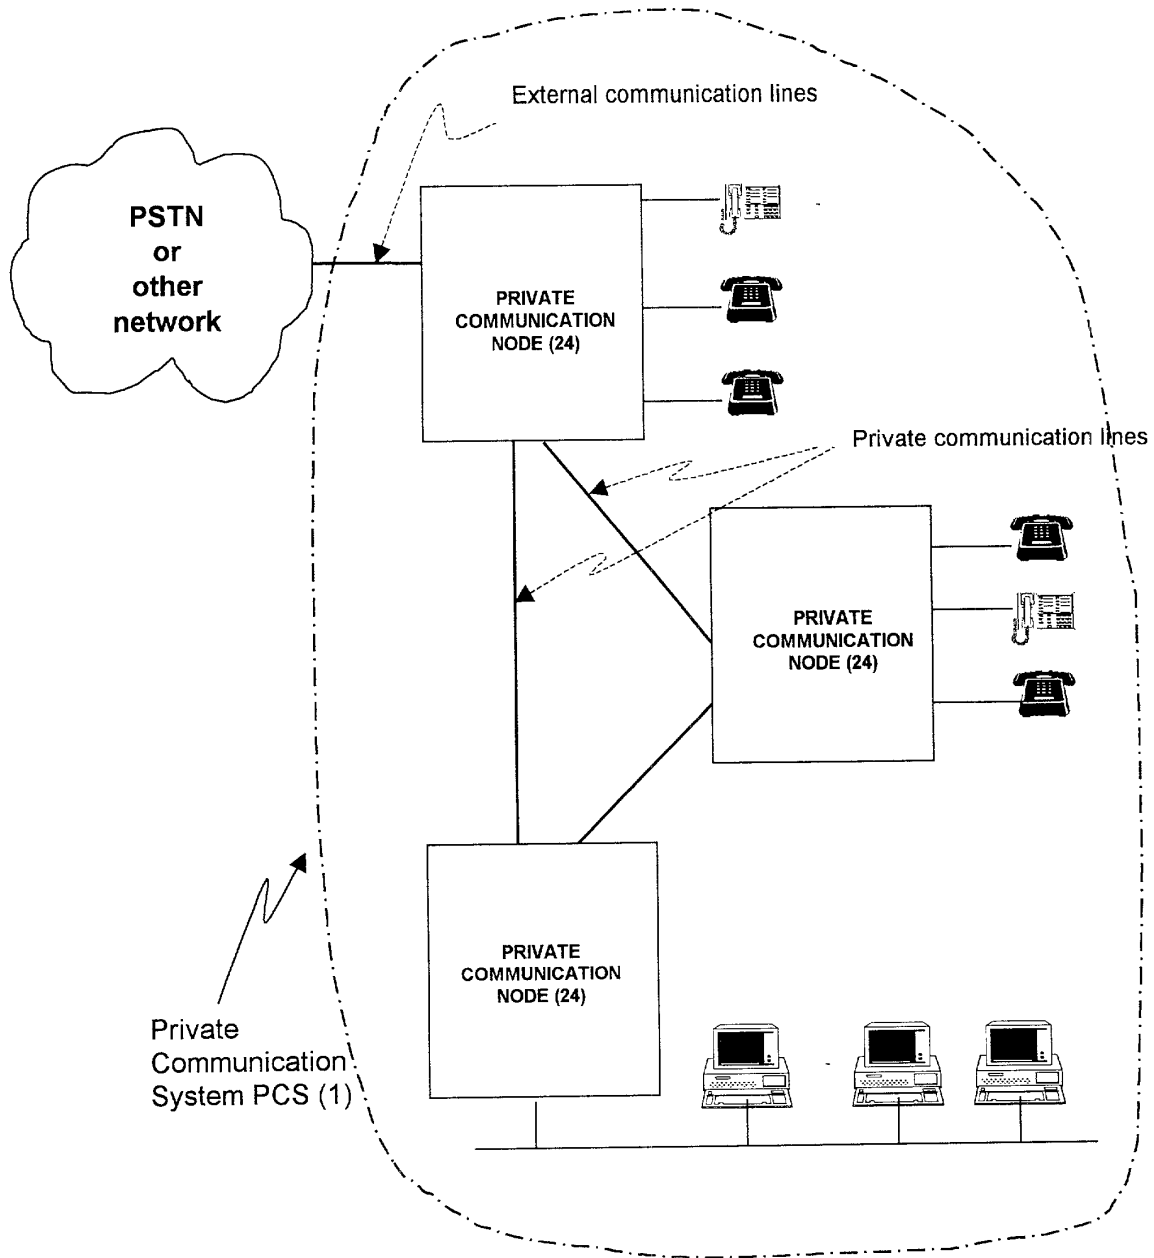 External communication lines
PSTN
or
other
network
PRIVATE
COMMUNICATION
NODE (24)
Private communication lines
PRIVATE
COMMUNICATION
NODE (24)
PRIVATE
COMMUNICATION
NODE (24)
Private
Communication
System PCS (1)